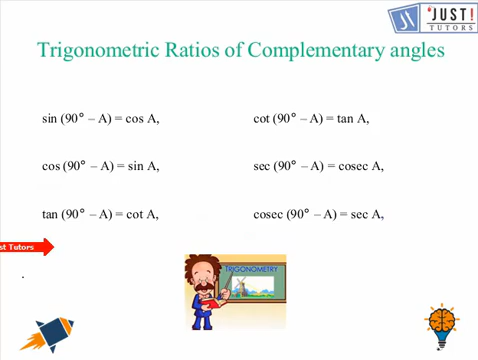 "JUST!
TUTORS
Trigonometric Ratios of Complementary angles
sin (90° – A) = cos A,
cot (90° – A) = tan A,
cos (90° – A) = sin A,
sec (90° – A) = cosec A,
tan (90° – A) = cot A,
cosec (90° – A) = sec A,
st Tutors
TRIGONOMETRY
.